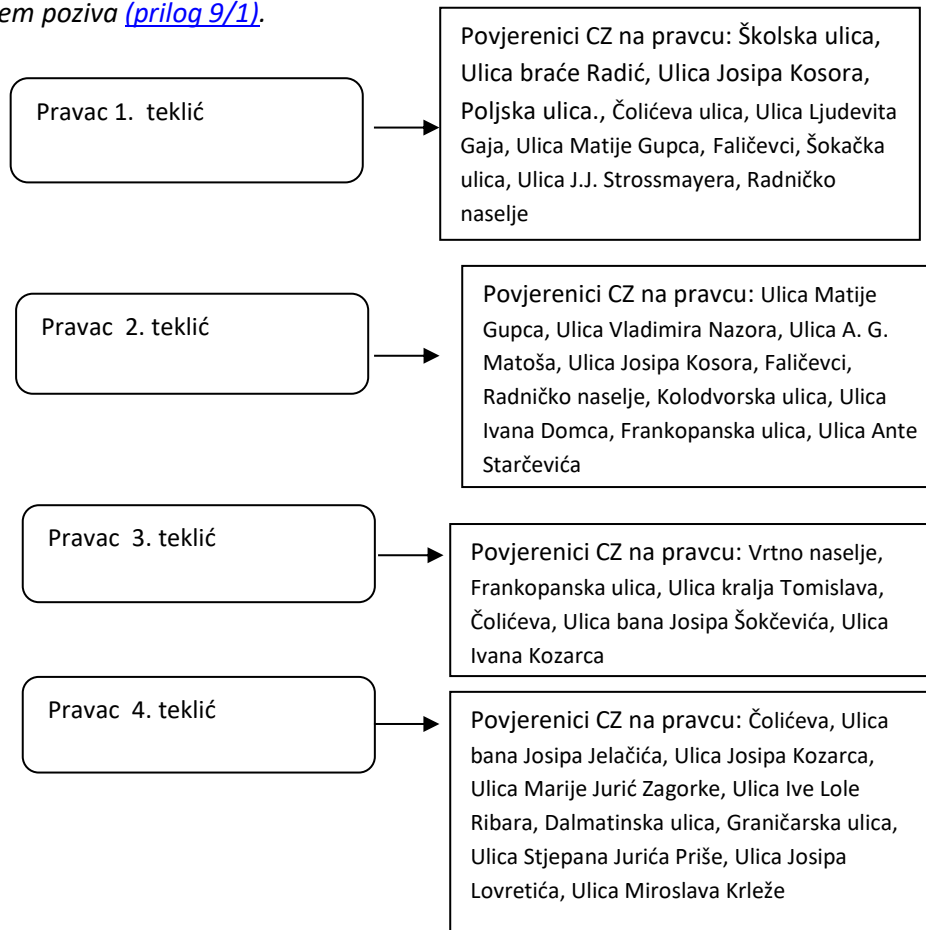 em poziva (prilog 9/1).
Pravac 1. teklić
Povjerenici CZ na pravcu: Školska ulica,
Ulica braće Radić, Ulica Josipa Kosora,
Poljska ulica., Čolićeva ulica, Ulica Ljudevita
Gaja, Ulica Matije Gupca, Faličevci, Šokačka
ulica, Ulica J.J. Strossmayera, Radničko
naselje
Pravac 2. teklić
Povjerenici CZ na pravcu: Ulica Matije
Gupca, Ulica Vladimira Nazora, Ulica A. G.
Matoša, Ulica Josipa Kosora, Faličevci,
Radničko naselje, Kolodvorska ulica, Ulica
Ivana Domca, Frankopanska ulica, Ulica Ante
Starčevića
Pravac 3. teklić
Povjerenici CZ na pravcu: Vrtno naselje,
Frankopanska ulica, Ulica kralja Tomislava,
Čolićeva, Ulica bana Josipa Šokčevića, Ulica
Ivana Kozarca
Pravac 4. teklić
Povjerenici CZ na pravcu: Čolićeva, Ulica
bana Josipa Jelačića, Ulica Josipa Kozarca,
Ulica Marije Jurić Zagorke, Ulica Ive Lole
Ribara, Dalmatinska ulica, Graničarska ulica,
Ulica Stjepana Jurića Priše, Ulica Josipa
Lovretića, Ulica Miroslava Krleže